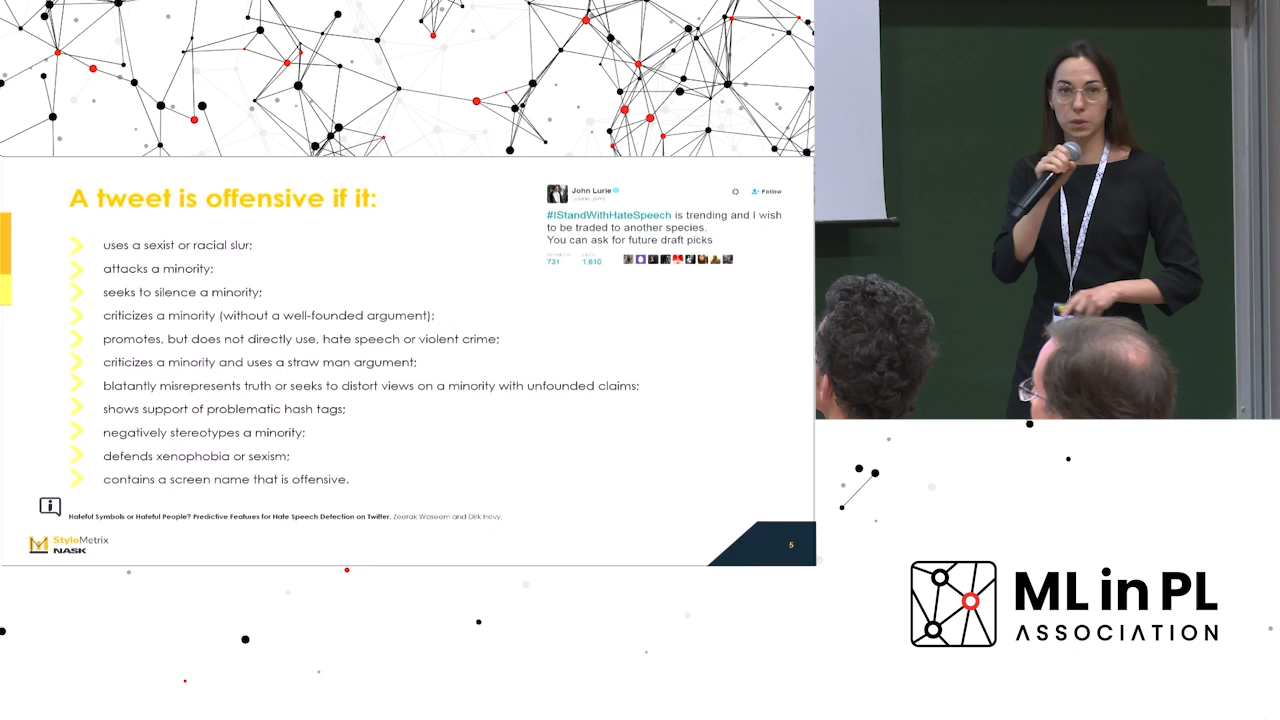 A tweet is offensive if it:
uses a sexist or racial slur;
attacks a minority;
seeks to silence a minority;
criticizes a minority (without a well-founded argument);
promotes, but does not directly use, hate speech or violent crime;
criticizes a minority and uses a straw man argument;
blatantly misrepresents truth or seeks to distort views on a minority with unfounded claims;
shows support of problematic hash tags;
negatively stereotypes a minority;
defends xenophobia or sexism;
contains a screen name that is offensive.
John Lurie
Follow
#IStandWithHateSpeech is trending and I wish
to be traded to another species.
You can ask for future draft picks
731 1,610
Hateful Symbols or Hateful People? Predictive Features for Hate Speech Detection on Twitter. Zeerak Waseem and Dirk Hovy.
StyloMetrix
NASK
5
ML in PL
ASSOCIATION